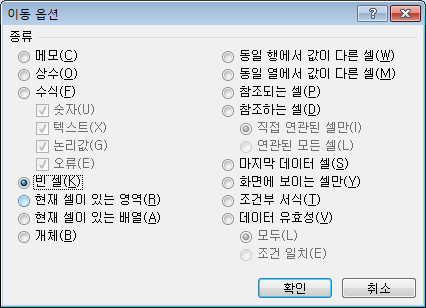 이동 옵션
종류
메모(C)
상수(O)
수식(F)
숫자(U)
텍스트(X)
논리값(G)
오류(E)
빈 셀(K)
현재 셀이 있는 영역(R)
현재 셀이 있는 배열(A)
개체(B)
동일 행에서 값이 다른 셀(W)
동일 열에서 값이 다른 셀(M)
참조되는 셀(P)
참조하는 셀(D)
직접 연관된 셀만(I)
연관된 모든 셀(L)
마지막 데이터 셀(S)
화면에 보이는 셀만(Y)
조건부 서식(T)
데이터 유효성(V)
모두(L)
조건 일치(E)
확인
취소